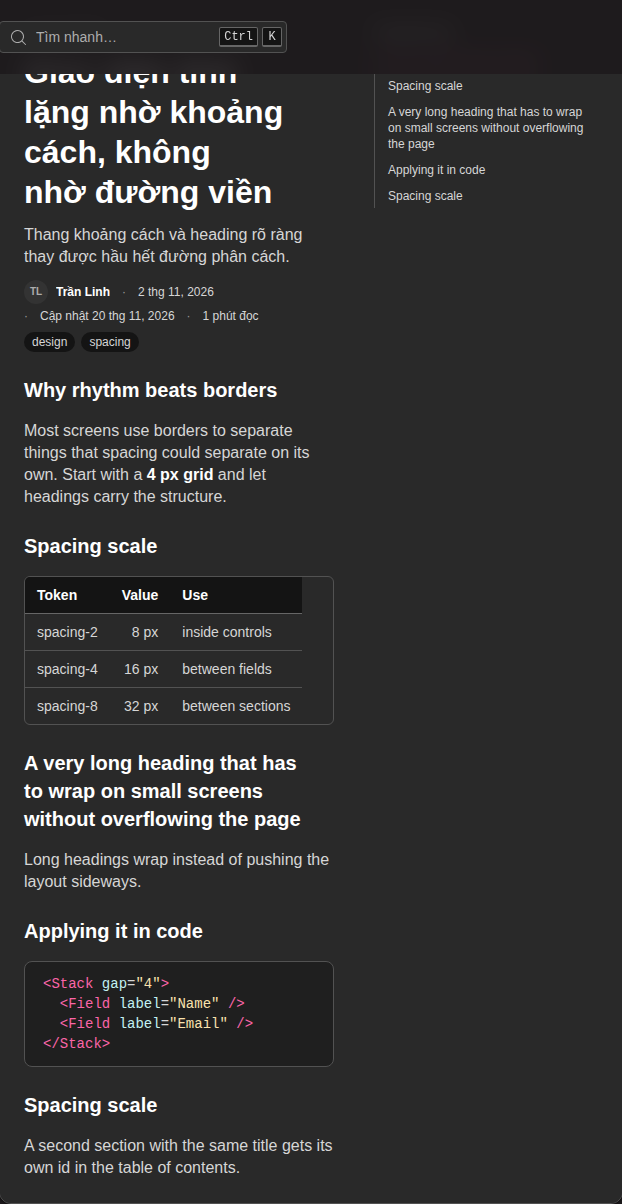 Tìm nhanh…
Ctrl K
Giao diện tĩnh
lặng nhờ khoảng
cách, không
nhờ đường viền
Thang khoảng cách và heading rõ ràng
thay được hầu hết đường phân cách.
TL Trần Linh · 2 thg 11, 2026
· Cập nhật 20 thg 11, 2026 · 1 phút đọc
design spacing
Why rhythm beats borders
Most screens use borders to separate
things that spacing could separate on its
own. Start with a 4 px grid and let
headings carry the structure.
Spacing scale
Token Value Use
spacing-2 8 px inside controls
spacing-4 16 px between fields
spacing-8 32 px between sections
A very long heading that has
to wrap on small screens
without overflowing the page
Long headings wrap instead of pushing the
layout sideways.
Applying it in code
<Stack gap="4">
  <Field label="Name" />
  <Field label="Email" />
</Stack>
Spacing scale
A second section with the same title gets its
own id in the table of contents.
Spacing scale
A very long heading that has to wrap
on small screens without overflowing
the page
Applying it in code
Spacing scale